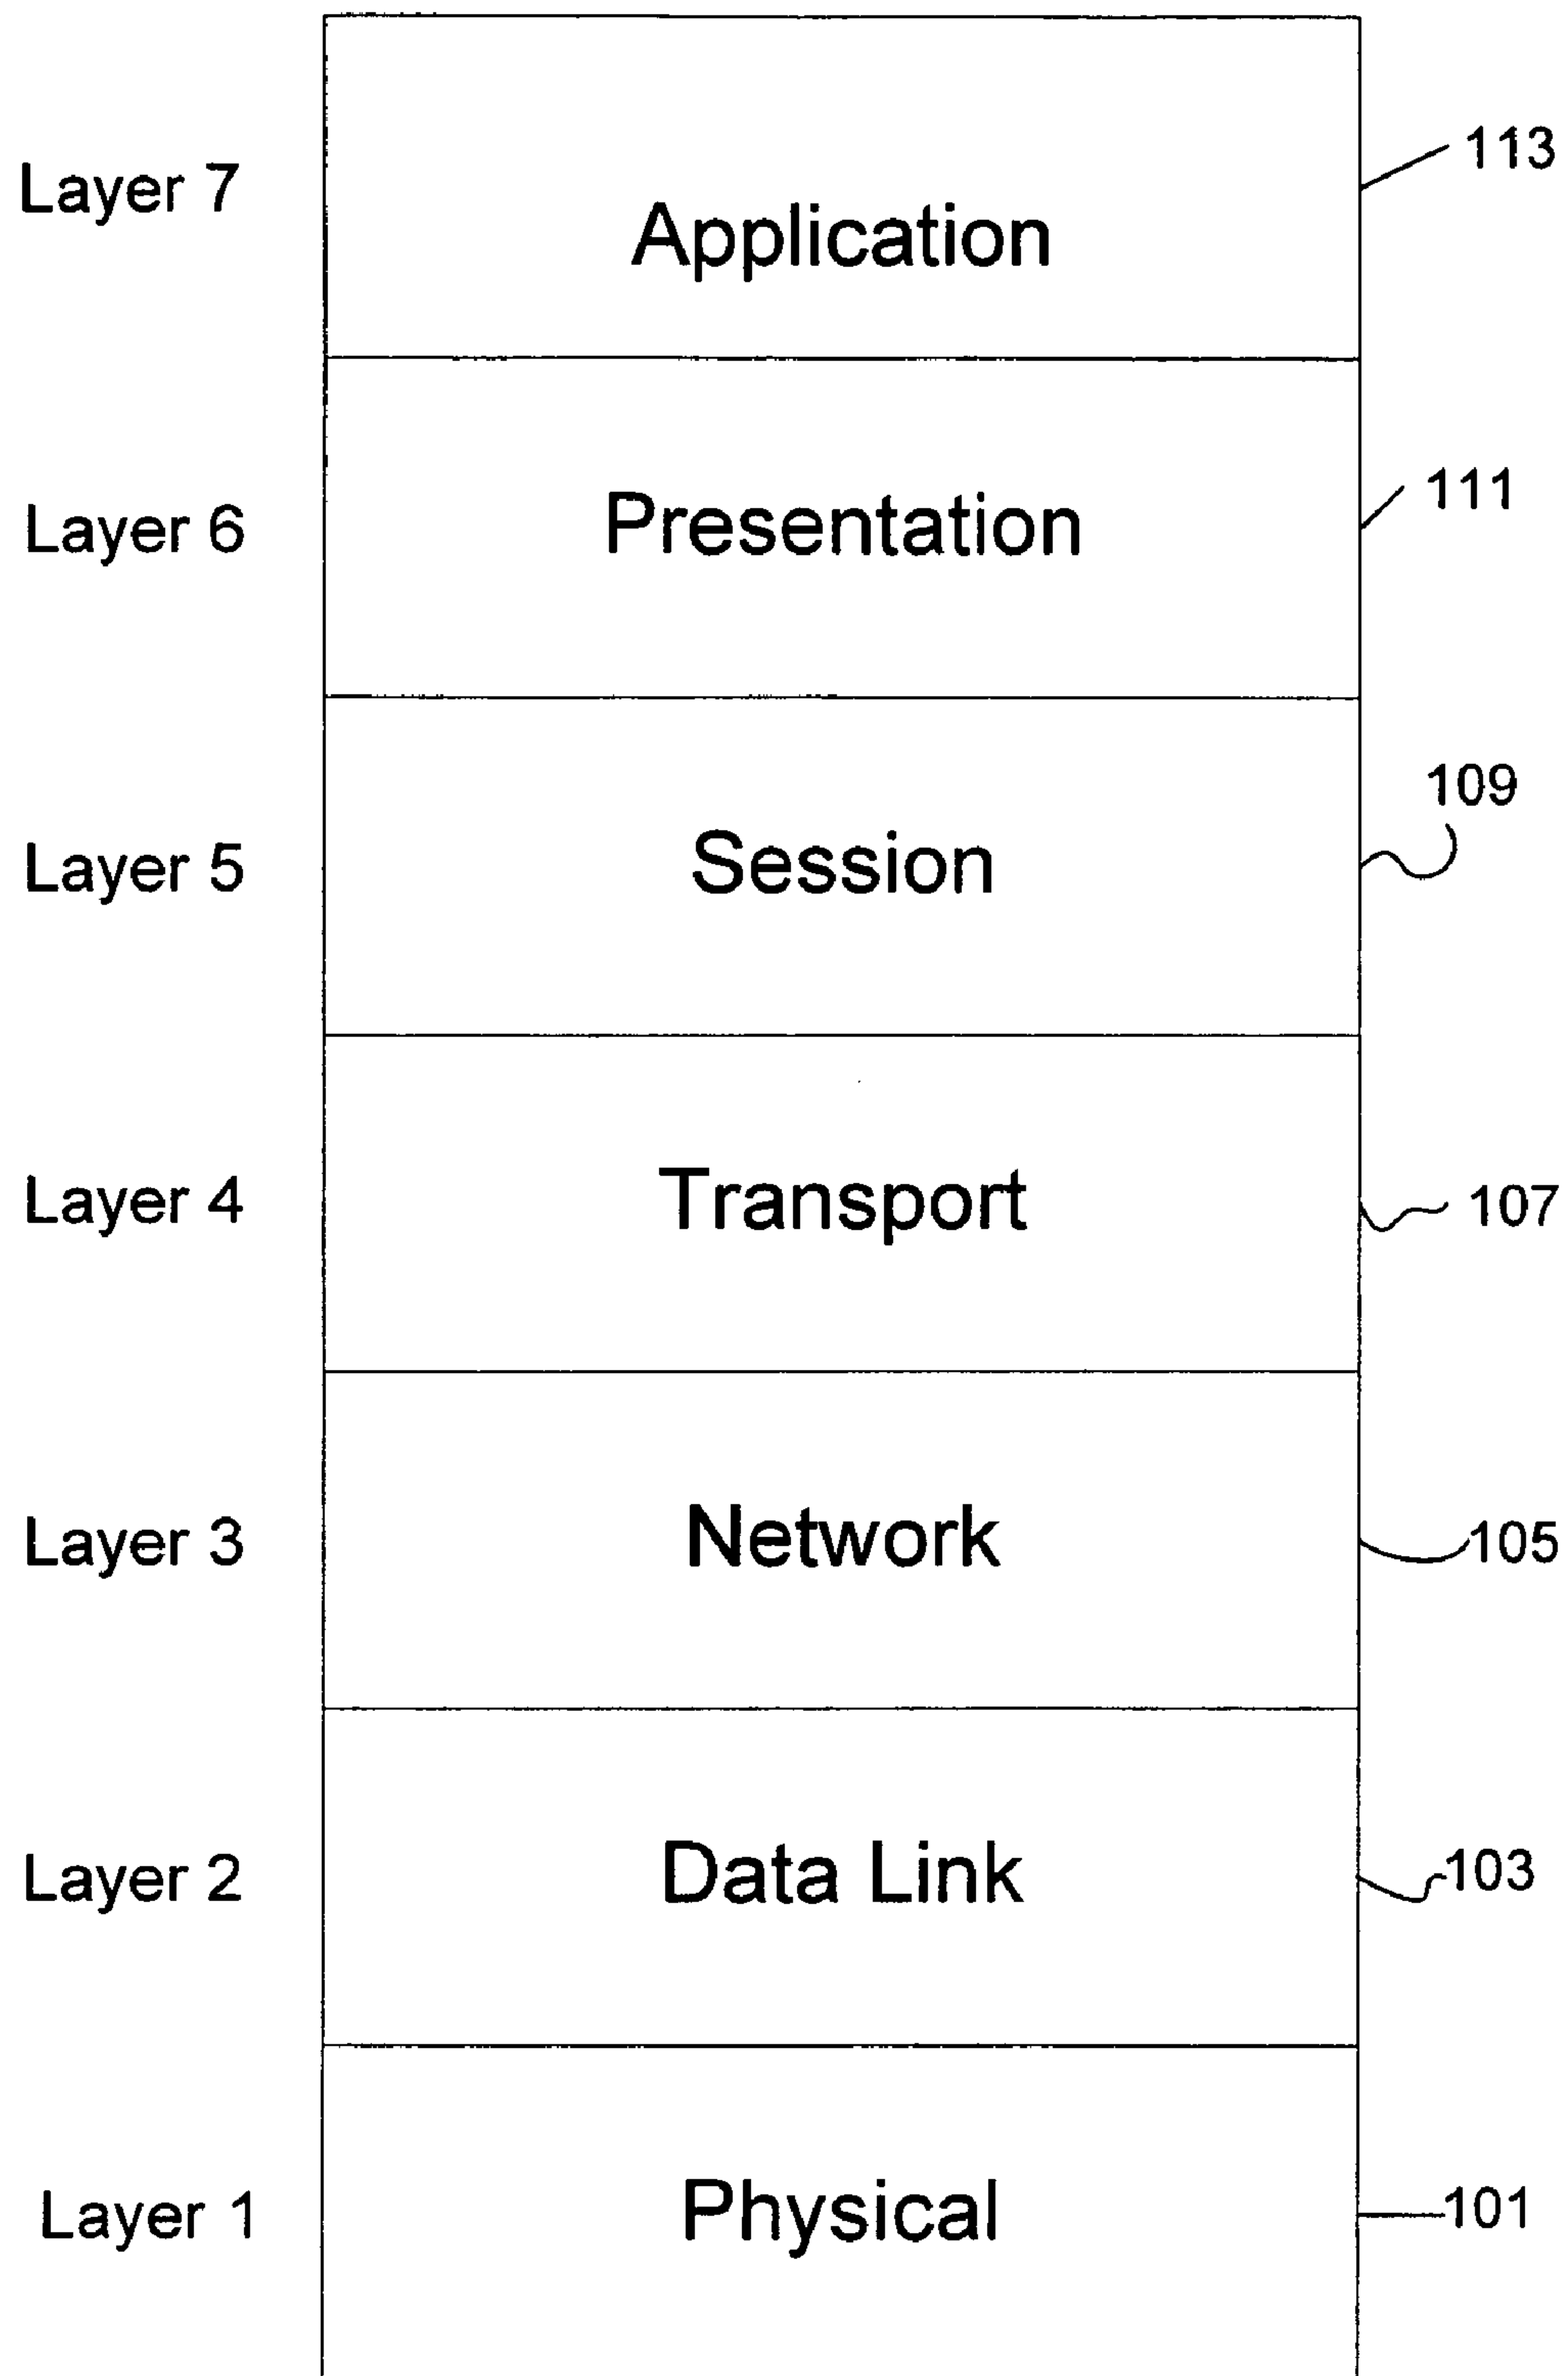 Layer 7 Application 113
Layer 6 Presentation 111
Layer 5 Session 109
Layer 4 Transport 107
Layer 3 Network 105
Layer 2 Data Link 103
Layer 1 Physical 101